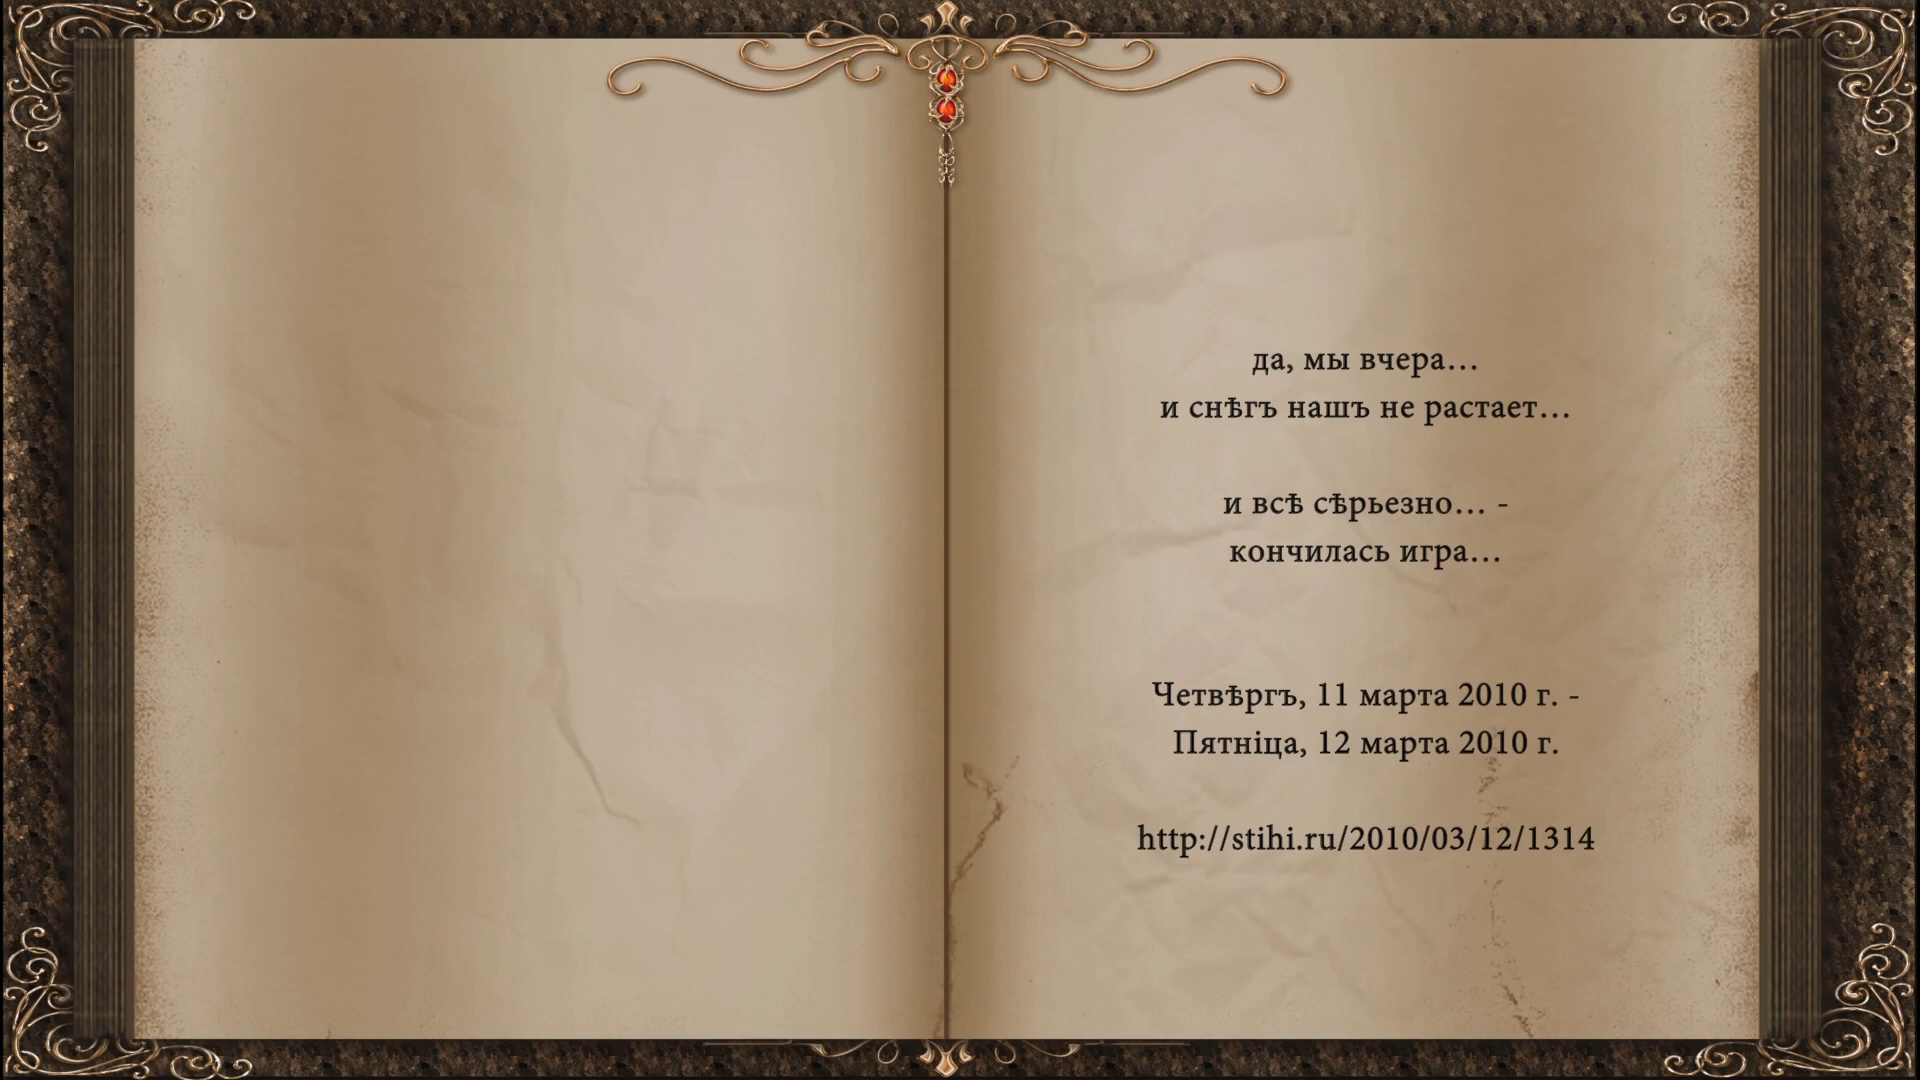 да, мы вчера...
и снѣгъ нашъ не растает...
и всѣ сѣрьезно... -
кончилась игра...
Четвѣргъ, 11 марта 2010 г. -
Пятнiца, 12 марта 2010 г.
http://stihi.ru/2010/03/12/1314